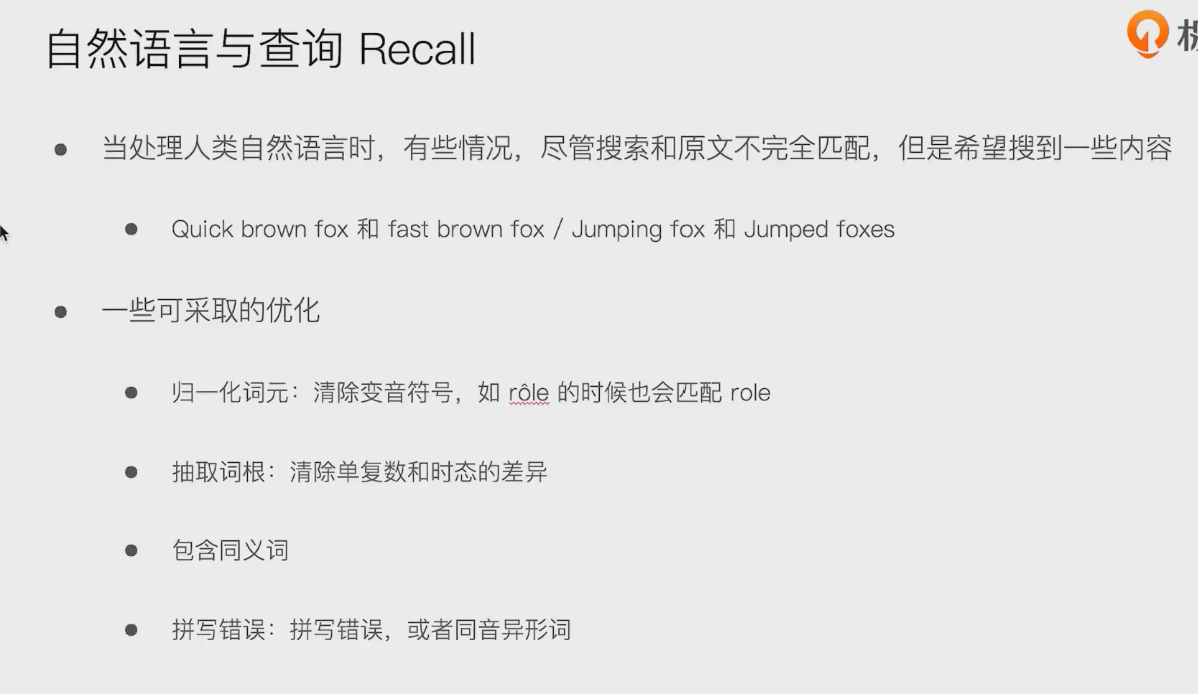 自然语言与查询 Recall
极
当处理人类自然语言时，有些情况，尽管搜索和原文不完全匹配，但是希望搜到一些内容
Quick brown fox 和 fast brown fox / Jumping fox 和 Jumped foxes
一些可采取的优化
归一化词元：清除变音符号，如 rôle 的时候也会匹配 role
抽取词根：清除单复数和时态的差异
包含同义词
拼写错误：拼写错误，或者同音异形词